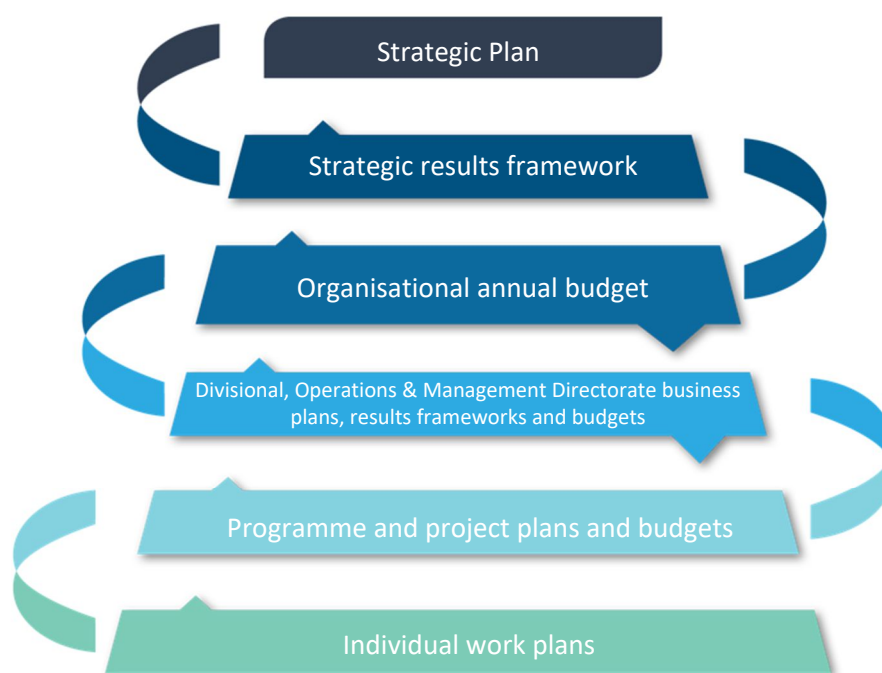 Strategic Plan
Strategic results framework
Organisational annual budget
Divisional, Operations & Management Directorate business
plans, results frameworks and budgets
Programme and project plans and budgets
Individual work plans